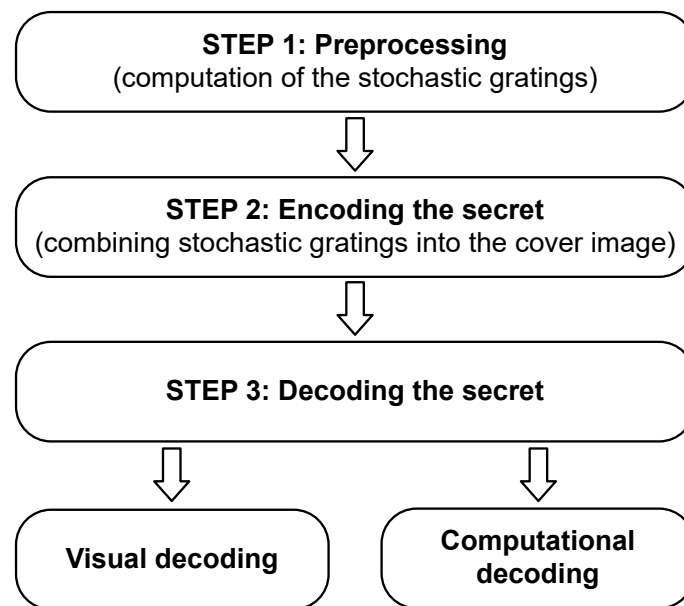 STEP 1: Preprocessing
(computation of the stochastic gratings)
STEP 2: Encoding the secret
(combining stochastic gratings into the cover image)
STEP 3: Decoding the secret
Visual decoding
Computational
decoding